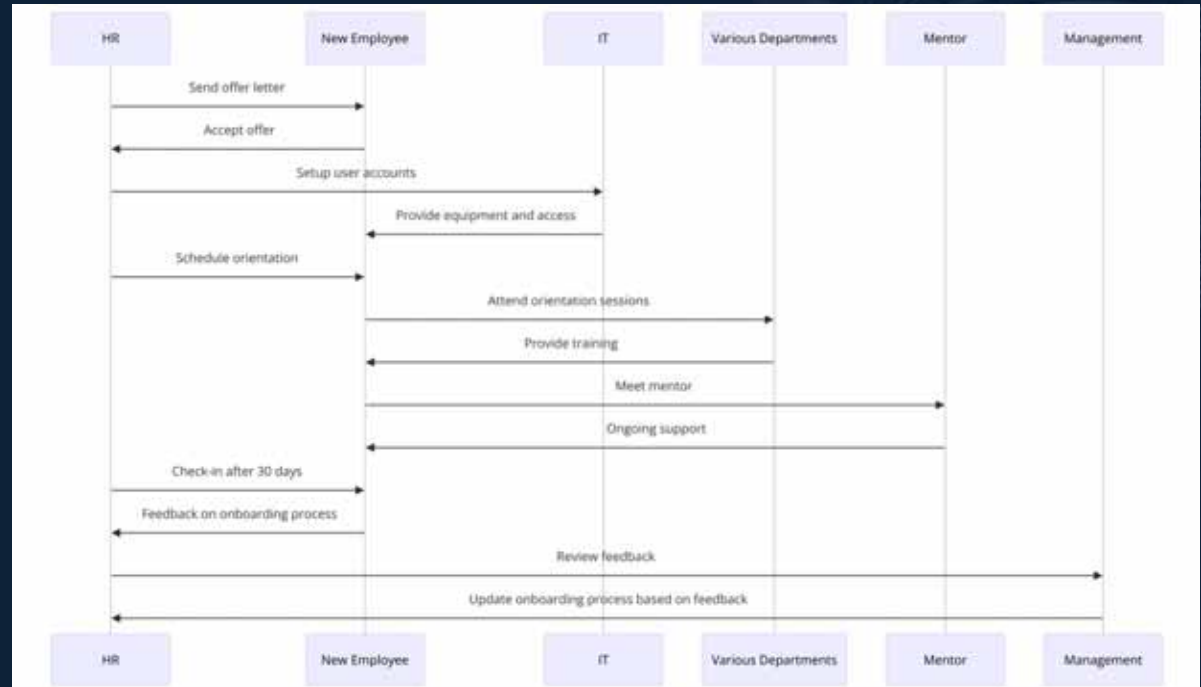 HR
New Employee
IT
Various Departments
Mentor
Management
Send offer letter
Accept offer
Setup user accounts
Provide equipment and access
Schedule orientation
Attend orientation sessions
Provide training
Meet mentor
Ongoing support
Check-in after 30 days
Feedback on onboarding process
Review feedback
Update onboarding process based on feedback
HR
New Employee
IT
Various Departments
Mentor
Management